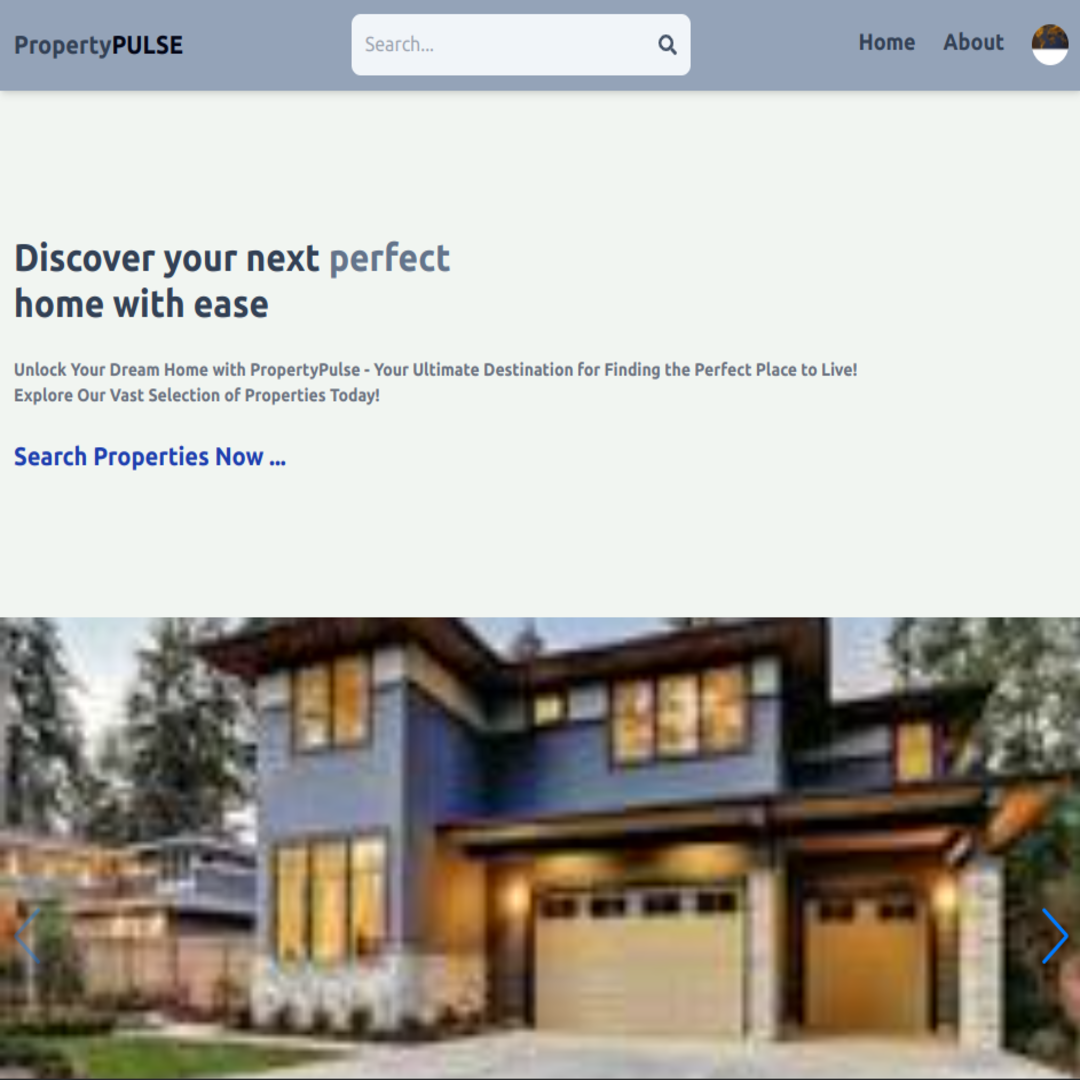 PropertyPULSE
Search...
Home
About
Discover your next perfect
home with ease
Unlock Your Dream Home with PropertyPulse - Your Ultimate Destination for Finding the Perfect Place to Live!
Explore Our Vast Selection of Properties Today!
Search Properties Now ...